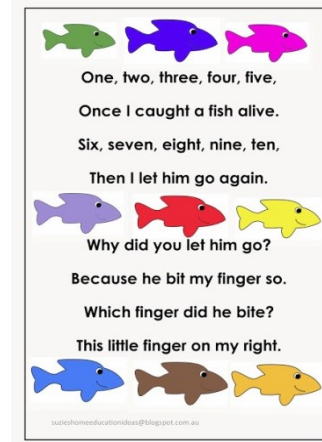 One, two, three, four, five,
Once I caught a fish alive.
Six, seven, eight, nine, ten,
Then I let him go again.
Why did you let him go?
Because he bit my finger so.
Which finger did he bite?
This little finger on my right.
suzieshomeeducationideas@blogspot.com.au